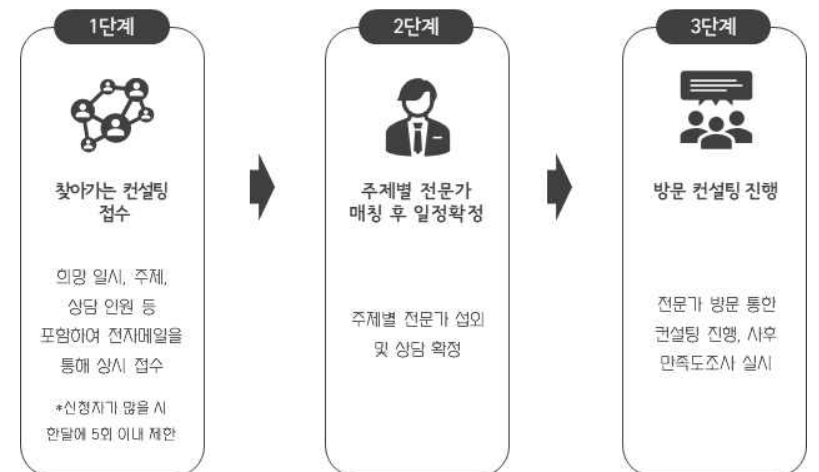 1단계
찾아가는 컨설팅
접수
희망 일시, 주제,
상담 인원 등
포함하여 전자메일을
통해 상시 접수
*신청자가 많을 시
한달에 5회 이내 제한
2단계
주제별 전문가
매칭 후 일정확정
주제별 전문가 섭외
및 상담 확정
3단계
방문 컨설팅 진행
전문가 방문 통한
컨설팅 진행, 사후
만족도조사 실시